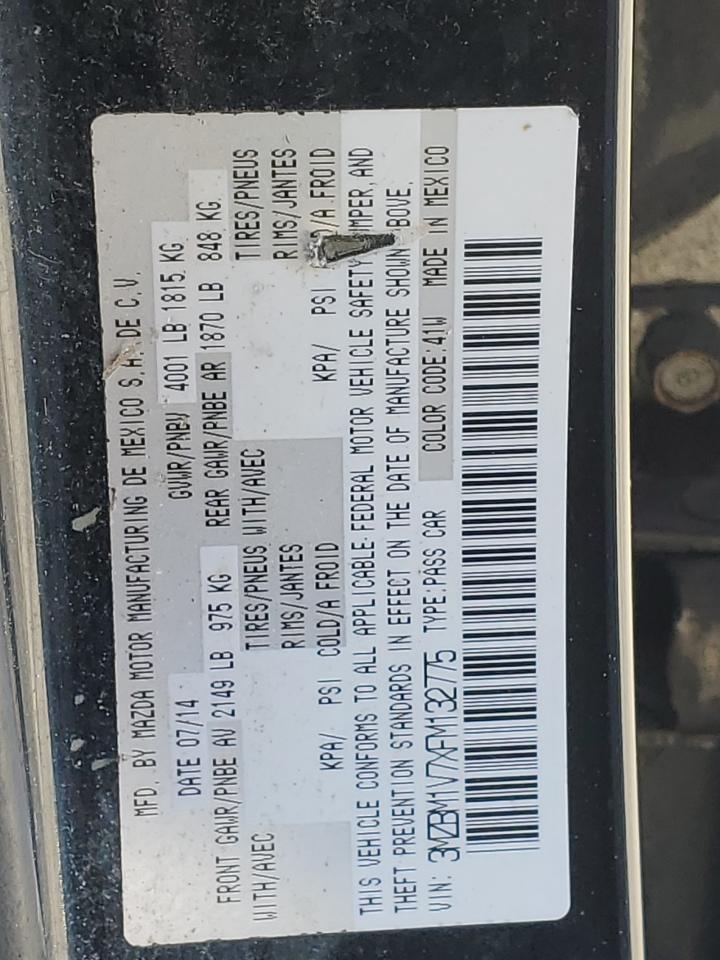 MFD. BY MAZDA MOTOR MANUFACTURING DE MEXICO S.A. DE C.V.
DATE 07/14 GVWR/PNBV 4001 LB 1815 KG
FRONT GAWR/PNBE AV 2149 LB 975 KG REAR GAWR/PNBE AR 1870 LB 848 KG
WITH/AVEC TIRES/PNEUS WITH/AVEC TIRES/PNEUS
RIMS/JANTES RIMS/JANTES
KPA/ PSI COLD/A FROID KPA/ PSI FROID
THIS VEHICLE CONFORMS TO ALL APPLICABLE FEDERAL MOTOR VEHICLE SAFETY, AND
THEFT PREVENTION STANDARDS IN EFFECT ON THE DATE OF MANUFACTURE SHOWN
VIN: 3MZBM1V7XFM132775 TYPE:PASS CAR COLOR CODE:41W MADE IN MEXICO